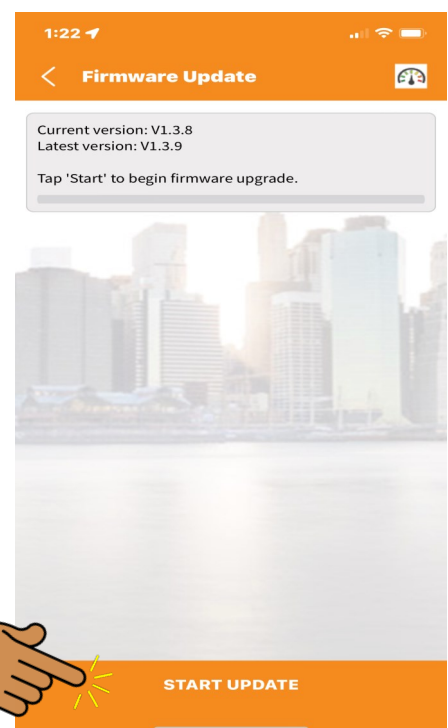 1:22
Firmware Update
Current version: V1.3.8
Latest version: V1.3.9
Tap 'Start' to begin firmware upgrade.
START UPDATE